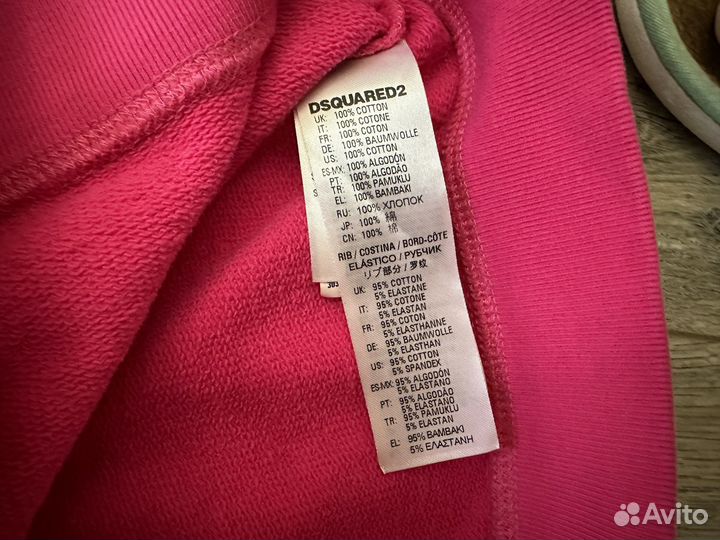 DSQUARED2
UK: 100% COTTON
IT: 100% COTONE
FR: 100% COTON
DE: 100% BAUMWOLLE
US: 100% COTTON
ES-MX: 100% ALGODÓN
PT: 100% ALGODÃO
TR: 100% PAMUKLU
EL: 100% BAMBAKI
RU: 100% ХЛОПОК
JP: 100% 綿
CN: 100% 棉
RIB / COSTINA / BORD-CÔTE
ELÁSTICO / РУБЧИК
リブ部分 / 罗纹
UK: 95% COTTON
5% ELASTANE
IT: 95% COTONE
5% ELASTAN
FR: 95% COTON
5% ELASTHANNE
DE: 95% BAUMWOLLE
5% ELASTHAN
US: 95% COTTON
5% SPANDEX
ES-MX: 95% ALGODÓN
5% ELASTANO
PT: 95% ALGODÃO
5% ELASTANO
TR: 95% PAMUKLU
5% ELASTAN
EL: 95% BAMBAKI
5% ΕΛΑΣΤΑΝΗ
303
Avito